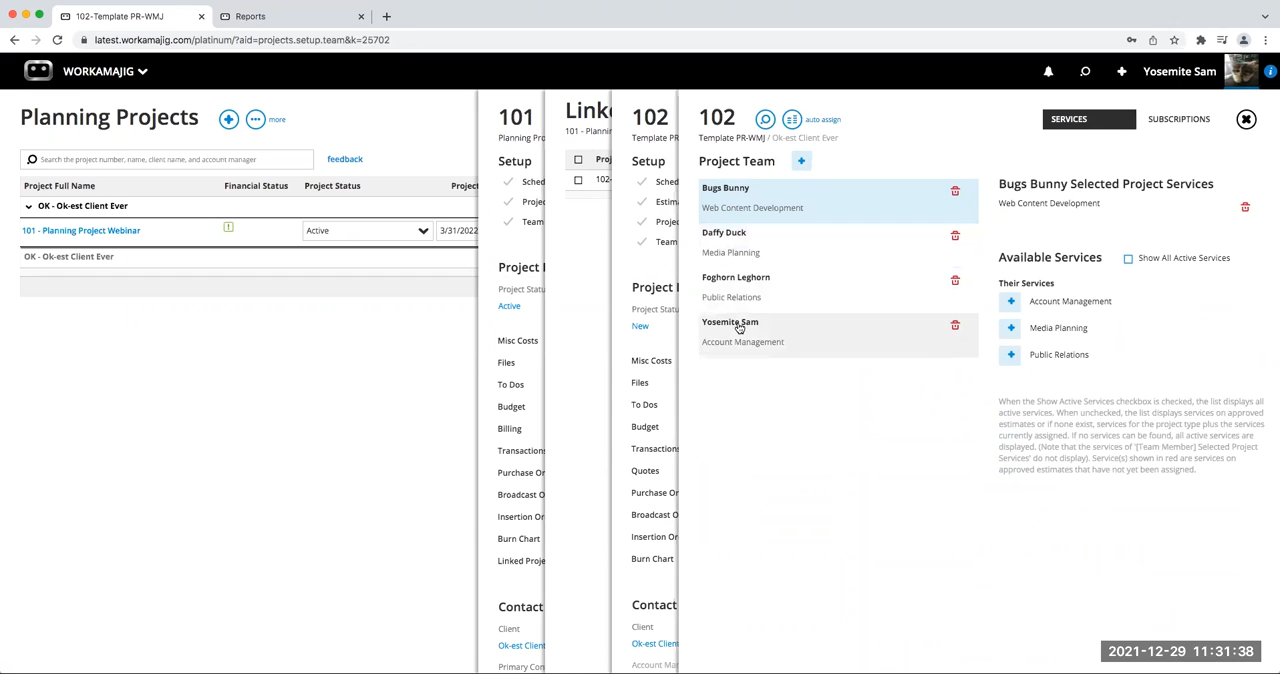 102-Template PR-WMJ
Reports
latest.workamajig.com/platinum/?aid=projects.setup.team&k=25702
WORKAMAJIG
Yosemite Sam
i
Planning Projects
more
Search the project number, name, client name, and account manager
feedback
Project Full Name
Financial Status
Project Status
Project
OK - Ok-est Client Ever
101 - Planning Project Webinar
!
Active
3/31/2022
OK - Ok-est Client Ever
101
Planning Pro
Setup
Sched
Projec
Team
Project
Project Statu
Active
Misc Costs
Files
To Dos
Budget
Billing
Transactions
Purchase Or
Broadcast O
Insertion Or
Burn Chart
Linked Proje
Contact
Client
Ok-est Client
Primary Con
Linke
101 - Plannin
Proj
102-
102
Template PR
Setup
Sched
Estima
Projec
Team
Project
Project Status
New
Misc Costs
Files
To Dos
Budget
Transactions
Quotes
Purchase Or
Broadcast O
Insertion Or
Burn Chart
Contact
Client
Ok-est Client
Account Man
102
auto assign
Template PR-WMJ / Ok-est Client Ever
SERVICES
SUBSCRIPTIONS
Project Team
Bugs Bunny
Web Content Development
Daffy Duck
Media Planning
Foghorn Leghorn
Public Relations
Yosemite Sam
Account Management
Bugs Bunny Selected Project Services
Web Content Development
Available Services
Show All Active Services
Their Services
Account Management
Media Planning
Public Relations
When the Show Active Services checkbox is checked, the list displays all
active services. When unchecked, the list displays services on approved
estimates or if none exist, services for the project type plus the services
currently assigned. If no services can be found, all active services are
displayed. (Note that the services of '[Team Member] Selected Project
Services' do not display). Service(s) shown in red are services on
approved estimates that have not yet been assigned.
2021-12-29 11:31:38